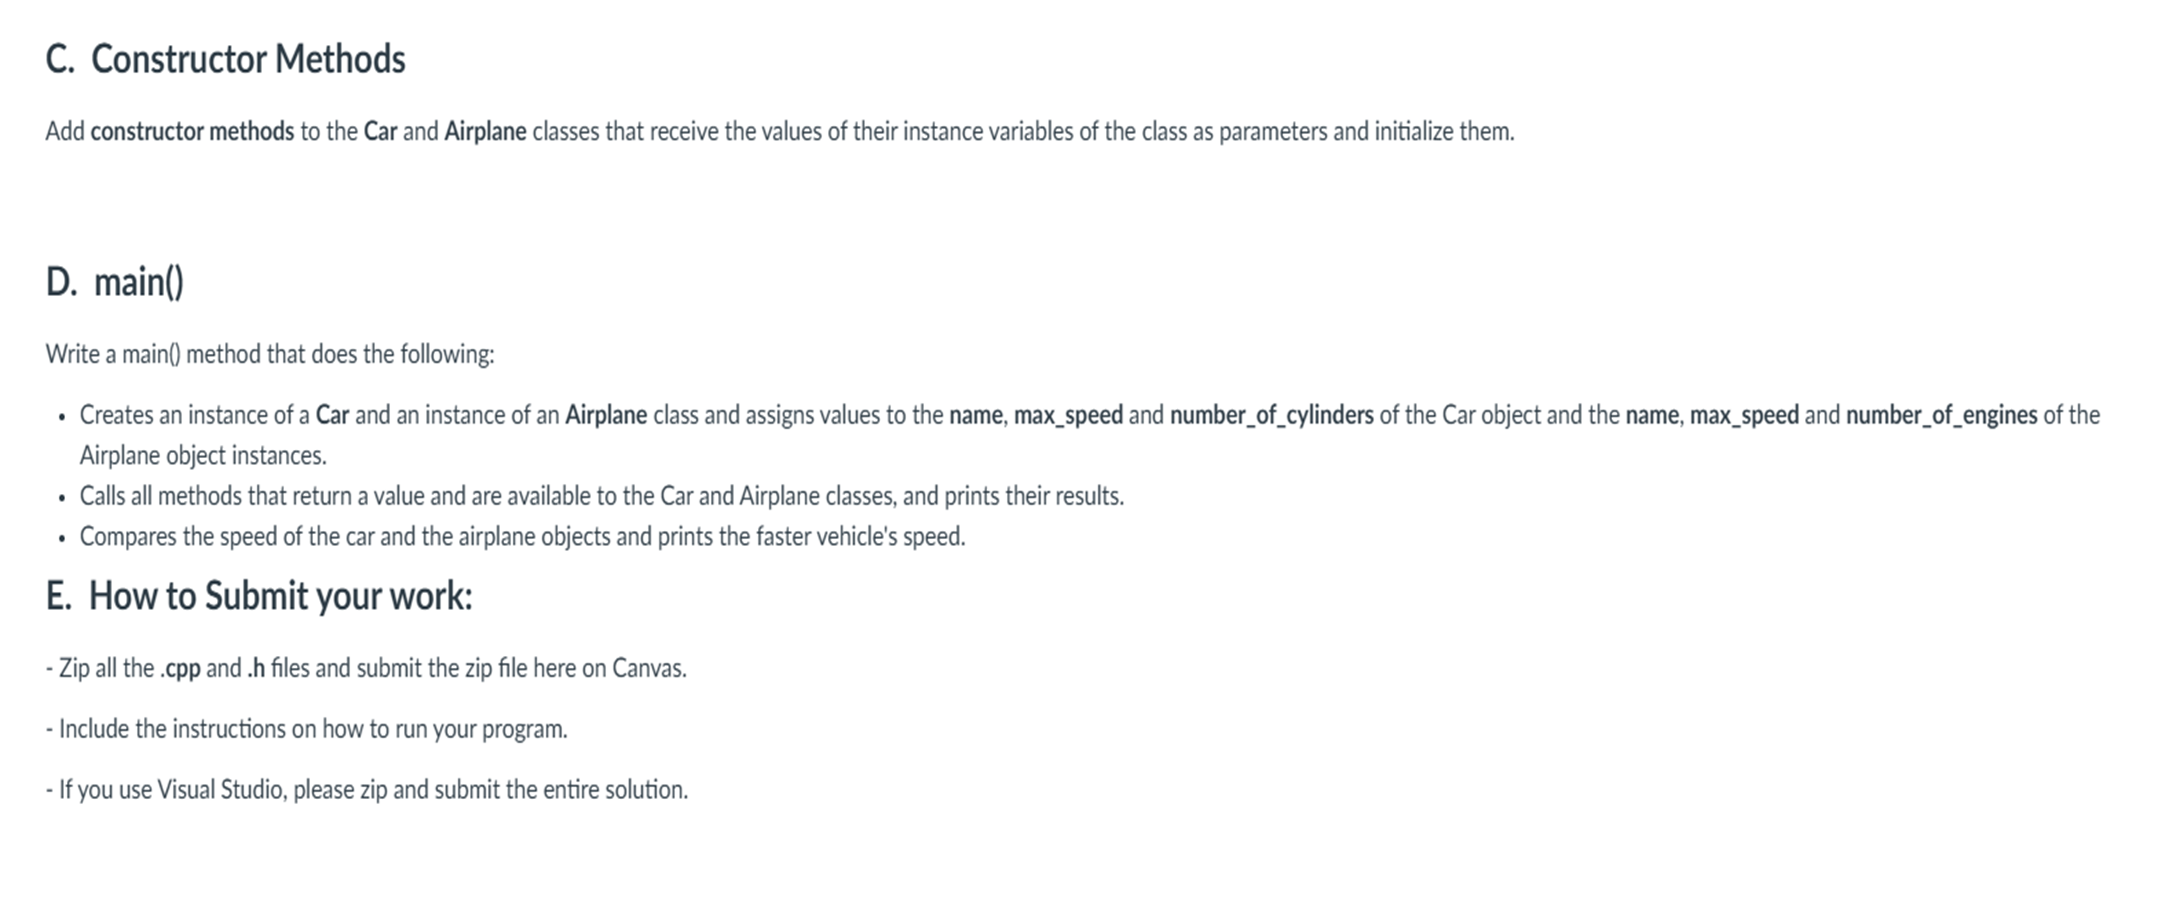 C. Constructor Methods
Add constructor methods to the Car and Airplane classes that receive the values of their instance variables of the class as parameters and initialize them.
D. main()
Write a main() method that does the following:
• Creates an instance of a Car and an instance of an Airplane class and assigns values to the name, max_speed and number_of_cylinders of the Car object and the name, max_speed and number_of_engines of the
Airplane object instances.
• Calls all methods that return a value and are available to the Car and Airplane classes, and prints their results.
• Compares the speed of the car and the airplane objects and prints the faster vehicle's speed.
E. How to Submit your work:
- Zip all the .cpp and .h files and submit the zip file here on Canvas.
- Include the instructions on how to run your program.
- If you use Visual Studio, please zip and submit the entire solution.